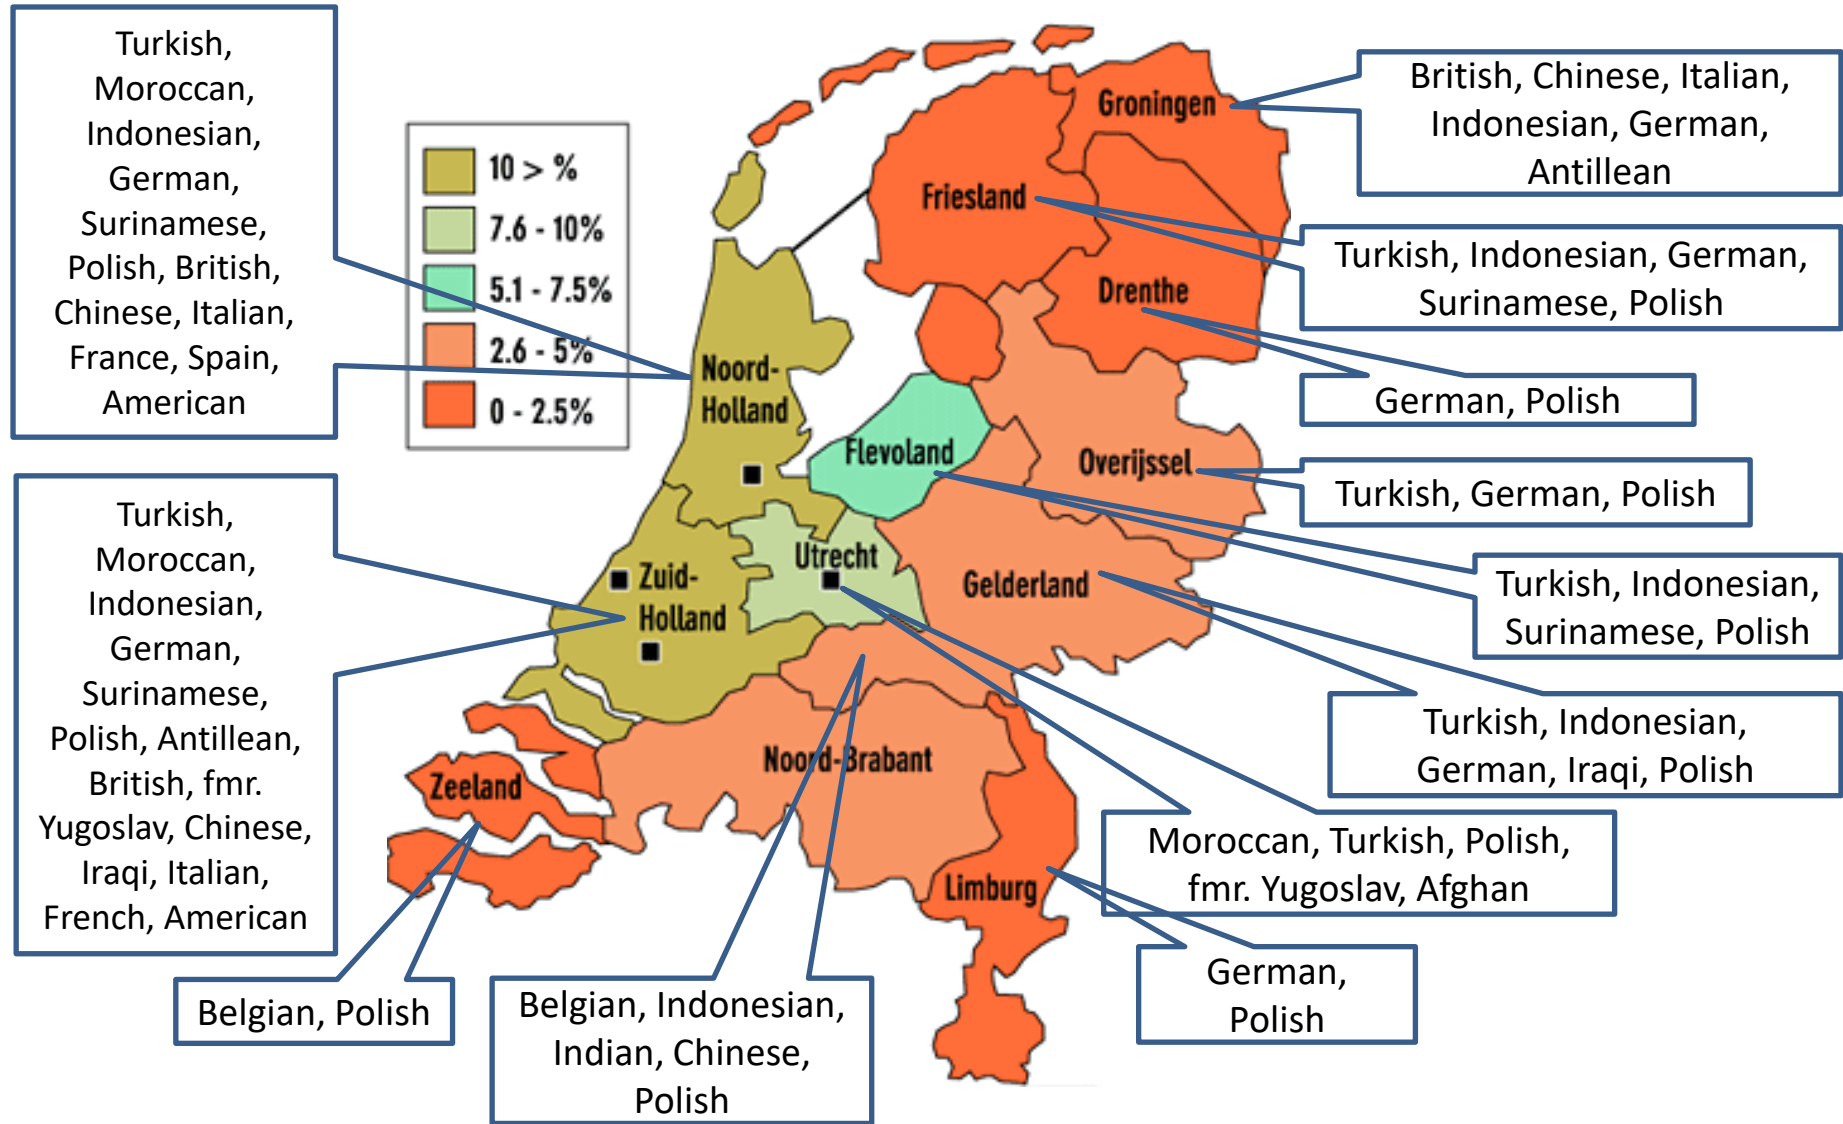 Turkish,
Moroccan,
Indonesian,
German,
Surinamese,
Polish, British,
Chinese, Italian,
France, Spain,
American
10 > %
7.6 - 10%
5.1 - 7.5%
2.6 - 5%
0 - 2.5%
Groningen
British, Chinese, Italian,
Indonesian, German,
Antillean
Friesland
Turkish, Indonesian, German,
Surinamese, Polish
Drenthe
German, Polish
Noord-
Holland
Flevoland
Overijssel
Turkish, German, Polish
Turkish,
Moroccan,
Indonesian,
German,
Surinamese,
Polish, Antillean,
British, fmr.
Yugoslav, Chinese,
Iraqi, Italian,
French, American
Zuid-
Holland
Utrecht
Gelderland
Turkish, Indonesian,
Surinamese, Polish
Turkish, Indonesian,
German, Iraqi, Polish
Zeeland
Noord-Brabant
Moroccan, Turkish, Polish,
fmr. Yugoslav, Afghan
Limburg
German,
Polish
Belgian, Polish
Belgian, Indonesian,
Indian, Chinese,
Polish